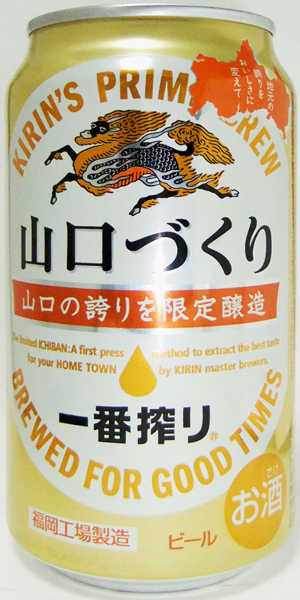 KIRIN'S PRIME BREW
地元の
誇りを
おいしさに
変えて
山口づくり
山口の誇りを限定醸造
The limited ICHIBAN: A first press method to extract the best taste
for your HOME TOWN by KIRIN master brewers.
一番搾り®
BREWED FOR GOOD TIMES
お酒
福岡工場製造
ビール